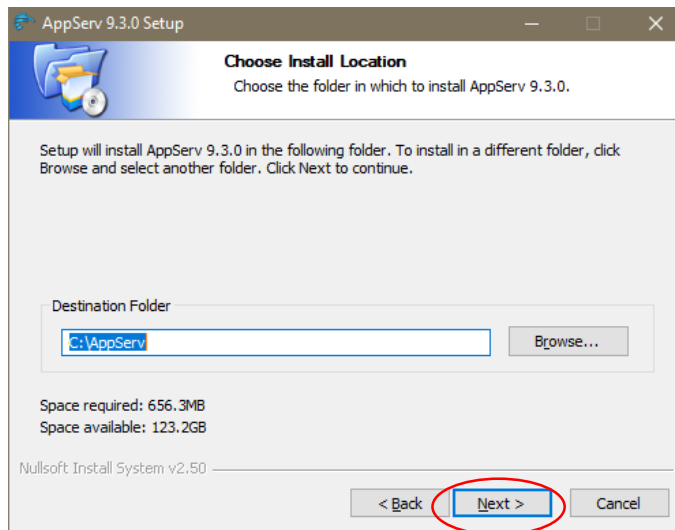 AppServ 9.3.0 Setup
Choose Install Location
Choose the folder in which to install AppServ 9.3.0.
Setup will install AppServ 9.3.0 in the following folder. To install in a different folder, click
Browse and select another folder. Click Next to continue.
Destination Folder
C:\AppServ
Browse...
Space required: 656.3MB
Space available: 123.2GB
Nullsoft Install System v2.50
< Back
Next >
Cancel